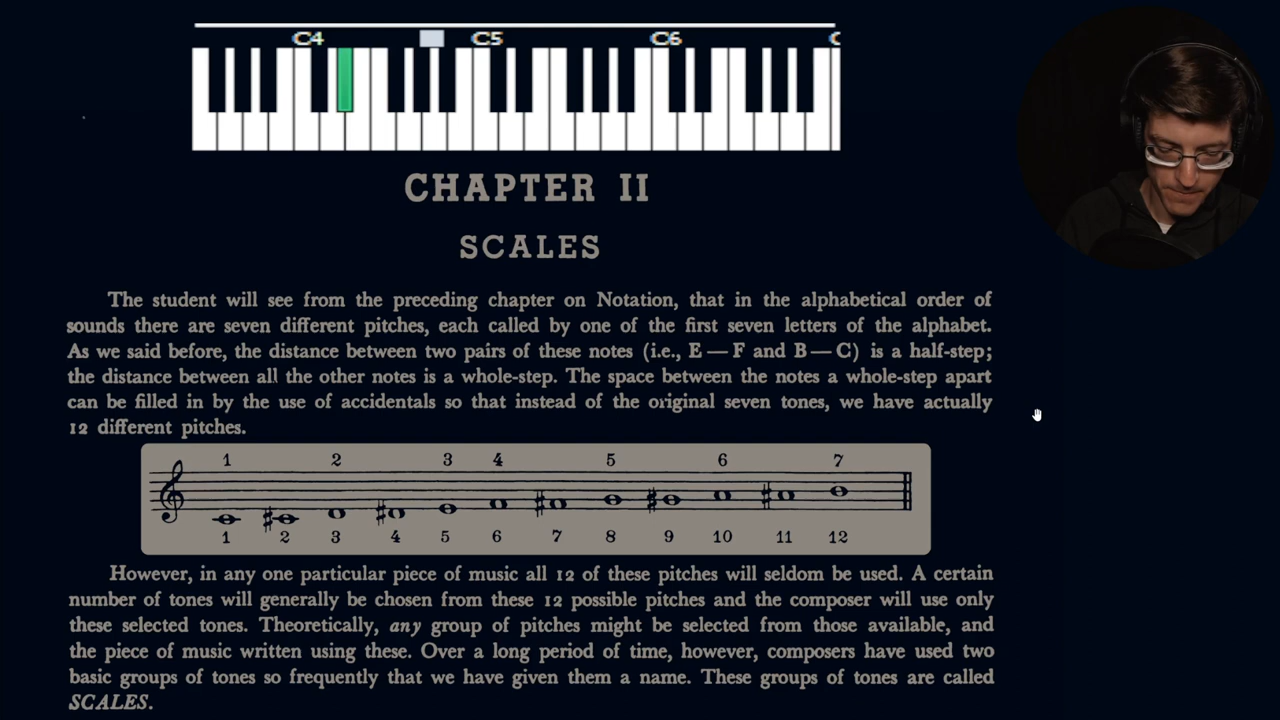 C4 C5 C6 C
CHAPTER II
SCALES
The student will see from the preceding chapter on Notation, that in the alphabetical order of
sounds there are seven different pitches, each called by one of the first seven letters of the alphabet.
As we said before, the distance between two pairs of these notes (i.e., E — F and B — C) is a half-step;
the distance between all the other notes is a whole-step. The space between the notes a whole-step apart
can be filled in by the use of accidentals so that instead of the original seven tones, we have actually
12 different pitches.
1 2 3 4 5 6 7
1 2 3 4 5 6 7 8 9 10 11 12
However, in any one particular piece of music all 12 of these pitches will seldom be used. A certain
number of tones will generally be chosen from these 12 possible pitches and the composer will use only
these selected tones. Theoretically, any group of pitches might be selected from those available, and
the piece of music written using these. Over a long period of time, however, composers have used two
basic groups of tones so frequently that we have given them a name. These groups of tones are called
SCALES.